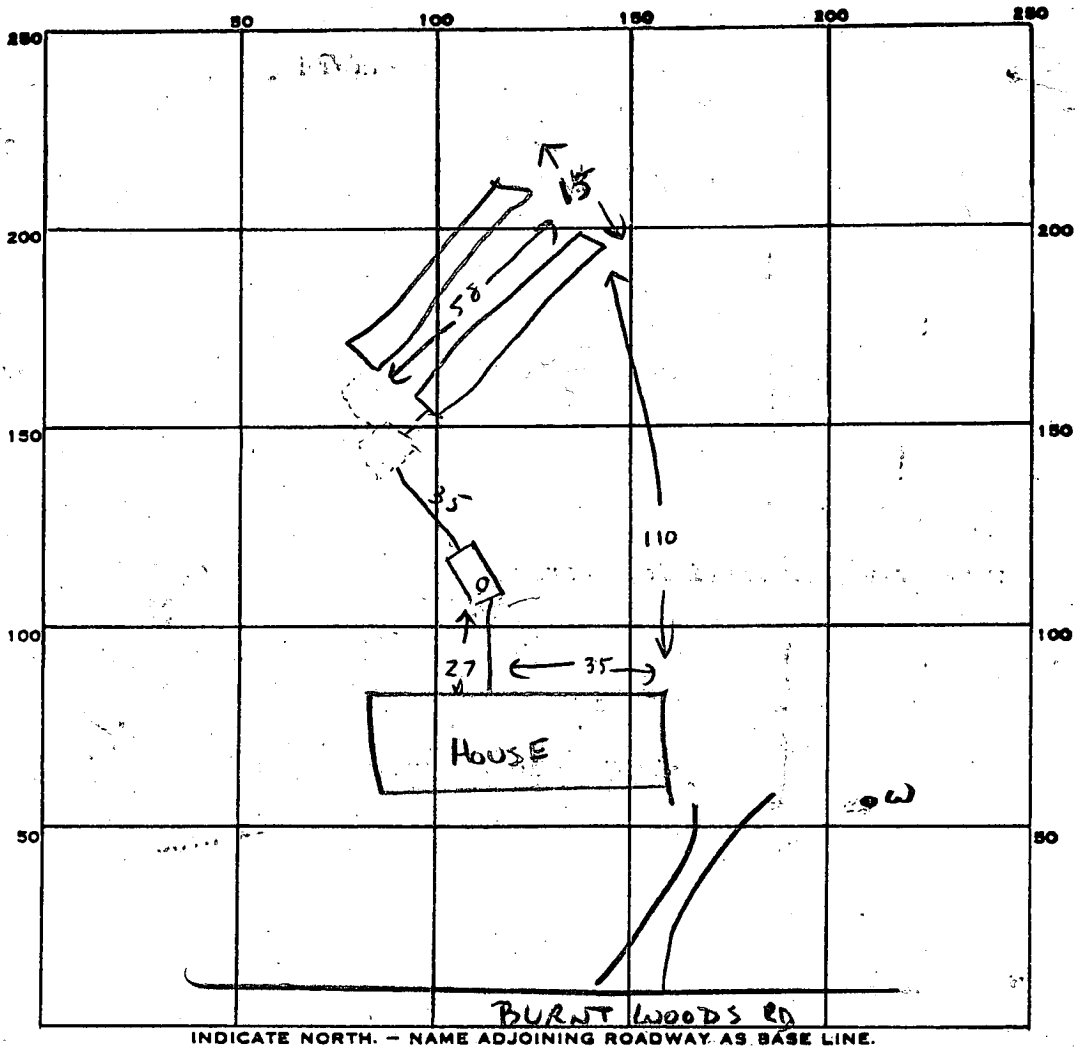 50 100 150 200 250
250
15
200 200
58
150 150
35
110
O
100 100
27 35
HOUSE
W
50 50
BURNT WOODS RD
INDICATE NORTH. — NAME ADJOINING ROADWAY AS BASE LINE.